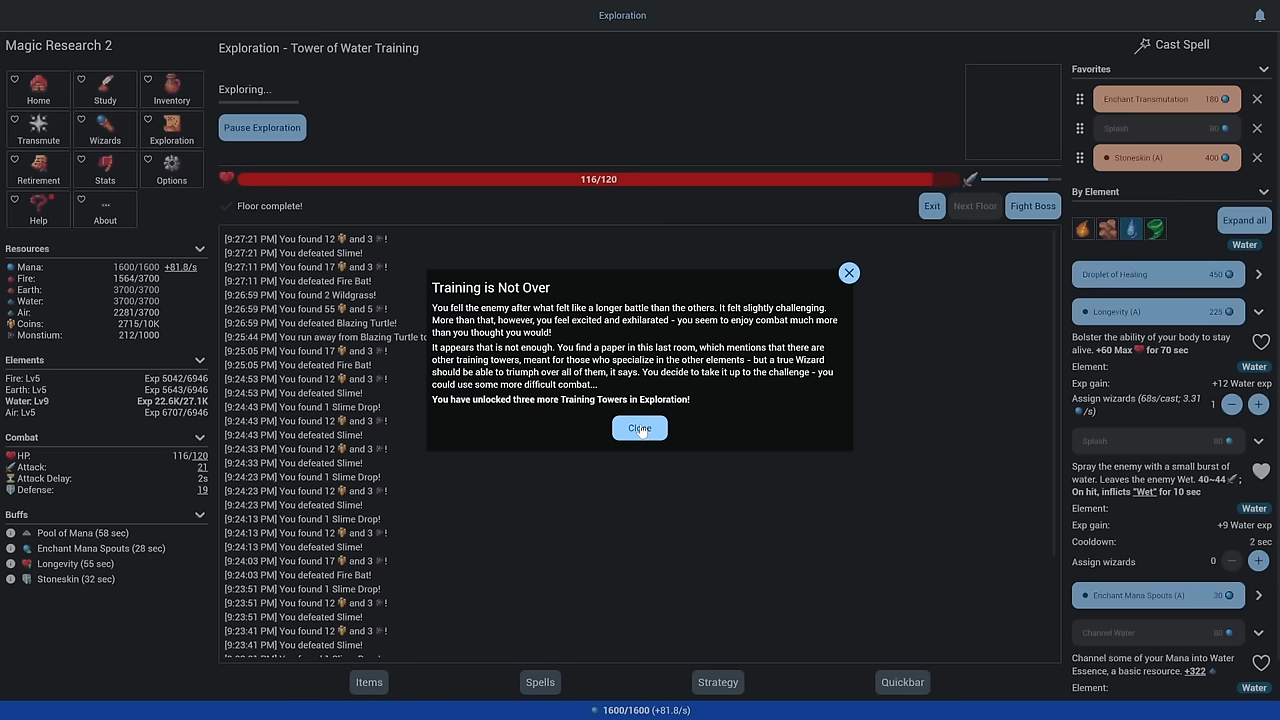 Exploration
Magic Research 2
Home
Study
Inventory
Transmute
Wizards
Exploration
Retirement
Stats
Options
Help
About
Resources
Mana: 1600/1600 +81.8/s
Fire: 1564/3700
Earth: 3700/3700
Water: 3700/3700
Air: 2281/3700
Coins: 2715/10K
Monstium: 212/1000
Elements
Fire: Lv5 Exp 5042/6946
Earth: Lv5 Exp 5643/6946
Water: Lv9 Exp 22.6K/27.1K
Air: Lv5 Exp 6707/6946
Combat
HP: 116/120
Attack: 21
Attack Delay: 2s
Defense: 19
Buffs
Pool of Mana (58 sec)
Enchant Mana Spouts (28 sec)
Longevity (55 sec)
Stoneskin (32 sec)
Exploration - Tower of Water Training
Exploring...
Pause Exploration
116/120
Floor complete!
Exit
Next Floor
Fight Boss
[9:27:21 PM] You found 12 and 3 !
[9:27:21 PM] You defeated Slime!
[9:27:11 PM] You found 17 and 3 !
[9:27:11 PM] You defeated Fire Bat!
[9:26:59 PM] You found 2 Wildgrass!
[9:26:59 PM] You found 55 and 5 !
[9:26:59 PM] You defeated Blazing Turtle!
[9:25:44 PM] You run away from Blazing Turtle to
[9:25:05 PM] You found 17 and 3 !
[9:25:05 PM] You defeated Fire Bat!
[9:24:53 PM] You found 12 and 3 !
[9:24:53 PM] You defeated Slime!
[9:24:43 PM] You found 1 Slime Drop!
[9:24:43 PM] You found 12 and 3 !
[9:24:43 PM] You defeated Slime!
[9:24:33 PM] You found 12 and 3 !
[9:24:33 PM] You defeated Slime!
[9:24:23 PM] You found 1 Slime Drop!
[9:24:23 PM] You found 12 and 3 !
[9:24:23 PM] You defeated Slime!
[9:24:13 PM] You found 1 Slime Drop!
[9:24:13 PM] You found 12 and 3 !
[9:24:13 PM] You defeated Slime!
[9:24:03 PM] You found 17 and 3 !
[9:24:03 PM] You defeated Fire Bat!
[9:23:51 PM] You found 1 Slime Drop!
[9:23:51 PM] You found 12 and 3 !
[9:23:51 PM] You defeated Slime!
[9:23:41 PM] You found 12 and 3 !
[9:23:41 PM] You defeated Slime!
Training is Not Over
You fell the enemy after what felt like a longer battle than the others. It felt slightly challenging.
More than that, however, you feel excited and exhilarated - you seem to enjoy combat much more
than you thought you would!
It appears that is not enough. You find a paper in this last room, which mentions that there are
other training towers, meant for those who specialize in the other elements - but a true Wizard
should be able to triumph over all of them, it says. You decide to take it up to the challenge - you
could use some more difficult combat...
You have unlocked three more Training Towers in Exploration!
Close
Items
Spells
Strategy
Quickbar
1600/1600 (+81.8/s)
Cast Spell
Favorites
Enchant Transmutation 180
Splash 80
Stoneskin (A) 400
By Element
Expand all
Water
Droplet of Healing 450
Longevity (A) 225
Bolster the ability of your body to stay
alive. +60 Max for 70 sec
Element: Water
Exp gain: +12 Water exp
Assign wizards (68s/cast; 3.31
/s) 1
Splash 80
Spray the enemy with a small burst of
water. Leaves the enemy Wet. 40~44 ;
On hit, inflicts "Wet" for 10 sec
Element: Water
Exp gain: +9 Water exp
Cooldown: 2 sec
Assign wizards 0
Enchant Mana Spouts (A) 30
Channel Water 80
Channel some of your Mana into Water
Essence, a basic resource. +322
Element: Water